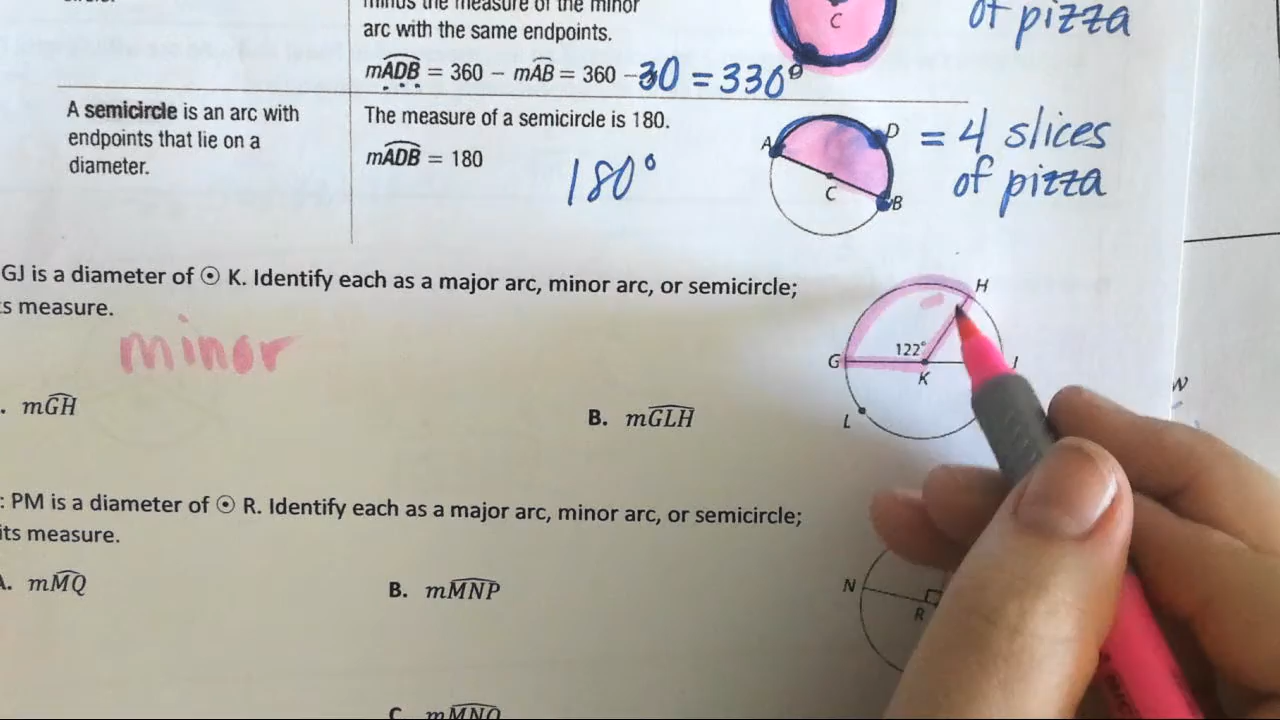 minus the measure of the minor
arc with the same endpoints.
mADB = 360 – mAB = 360 – 30 = 330°
C
of pizza
A semicircle is an arc with
endpoints that lie on a
diameter.
The measure of a semicircle is 180.
mADB = 180
180°
A
D
C
B
= 4 slices
of pizza
GJ is a diameter of ⊙ K. Identify each as a major arc, minor arc, or semicircle;
s measure.
minor
. mGH
B. mGLH
H
122°
G
K
J
L
W
: PM is a diameter of ⊙ R. Identify each as a major arc, minor arc, or semicircle;
its measure.
A. mMQ
B. mMNP
N
R
C. mMNQ